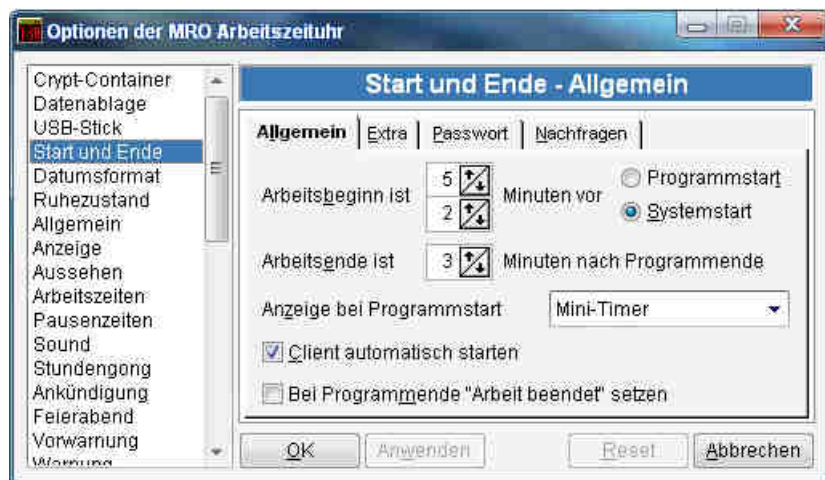 Optionen der MRO Arbeitszeituhr
Crypt-Container
Datenablage
USB-Stick
Start und Ende
Datumsformat
Ruhezustand
Allgemein
Anzeige
Aussehen
Arbeitszeiten
Pausenzeiten
Sound
Stundengong
Ankündigung
Feierabend
Vorwarnung
Warnung
Start und Ende - Allgemein
Allgemein
Extra
Passwort
Nachfragen
Arbeitsbeginn ist
5
2
Minuten vor
Programmstart
Systemstart
Arbeitsende ist 3 Minuten nach Programmende
Anzeige bei Programmstart Mini-Timer
Client automatisch starten
Bei Programmende "Arbeit beendet" setzen
OK
Anwenden
Reset
Abbrechen